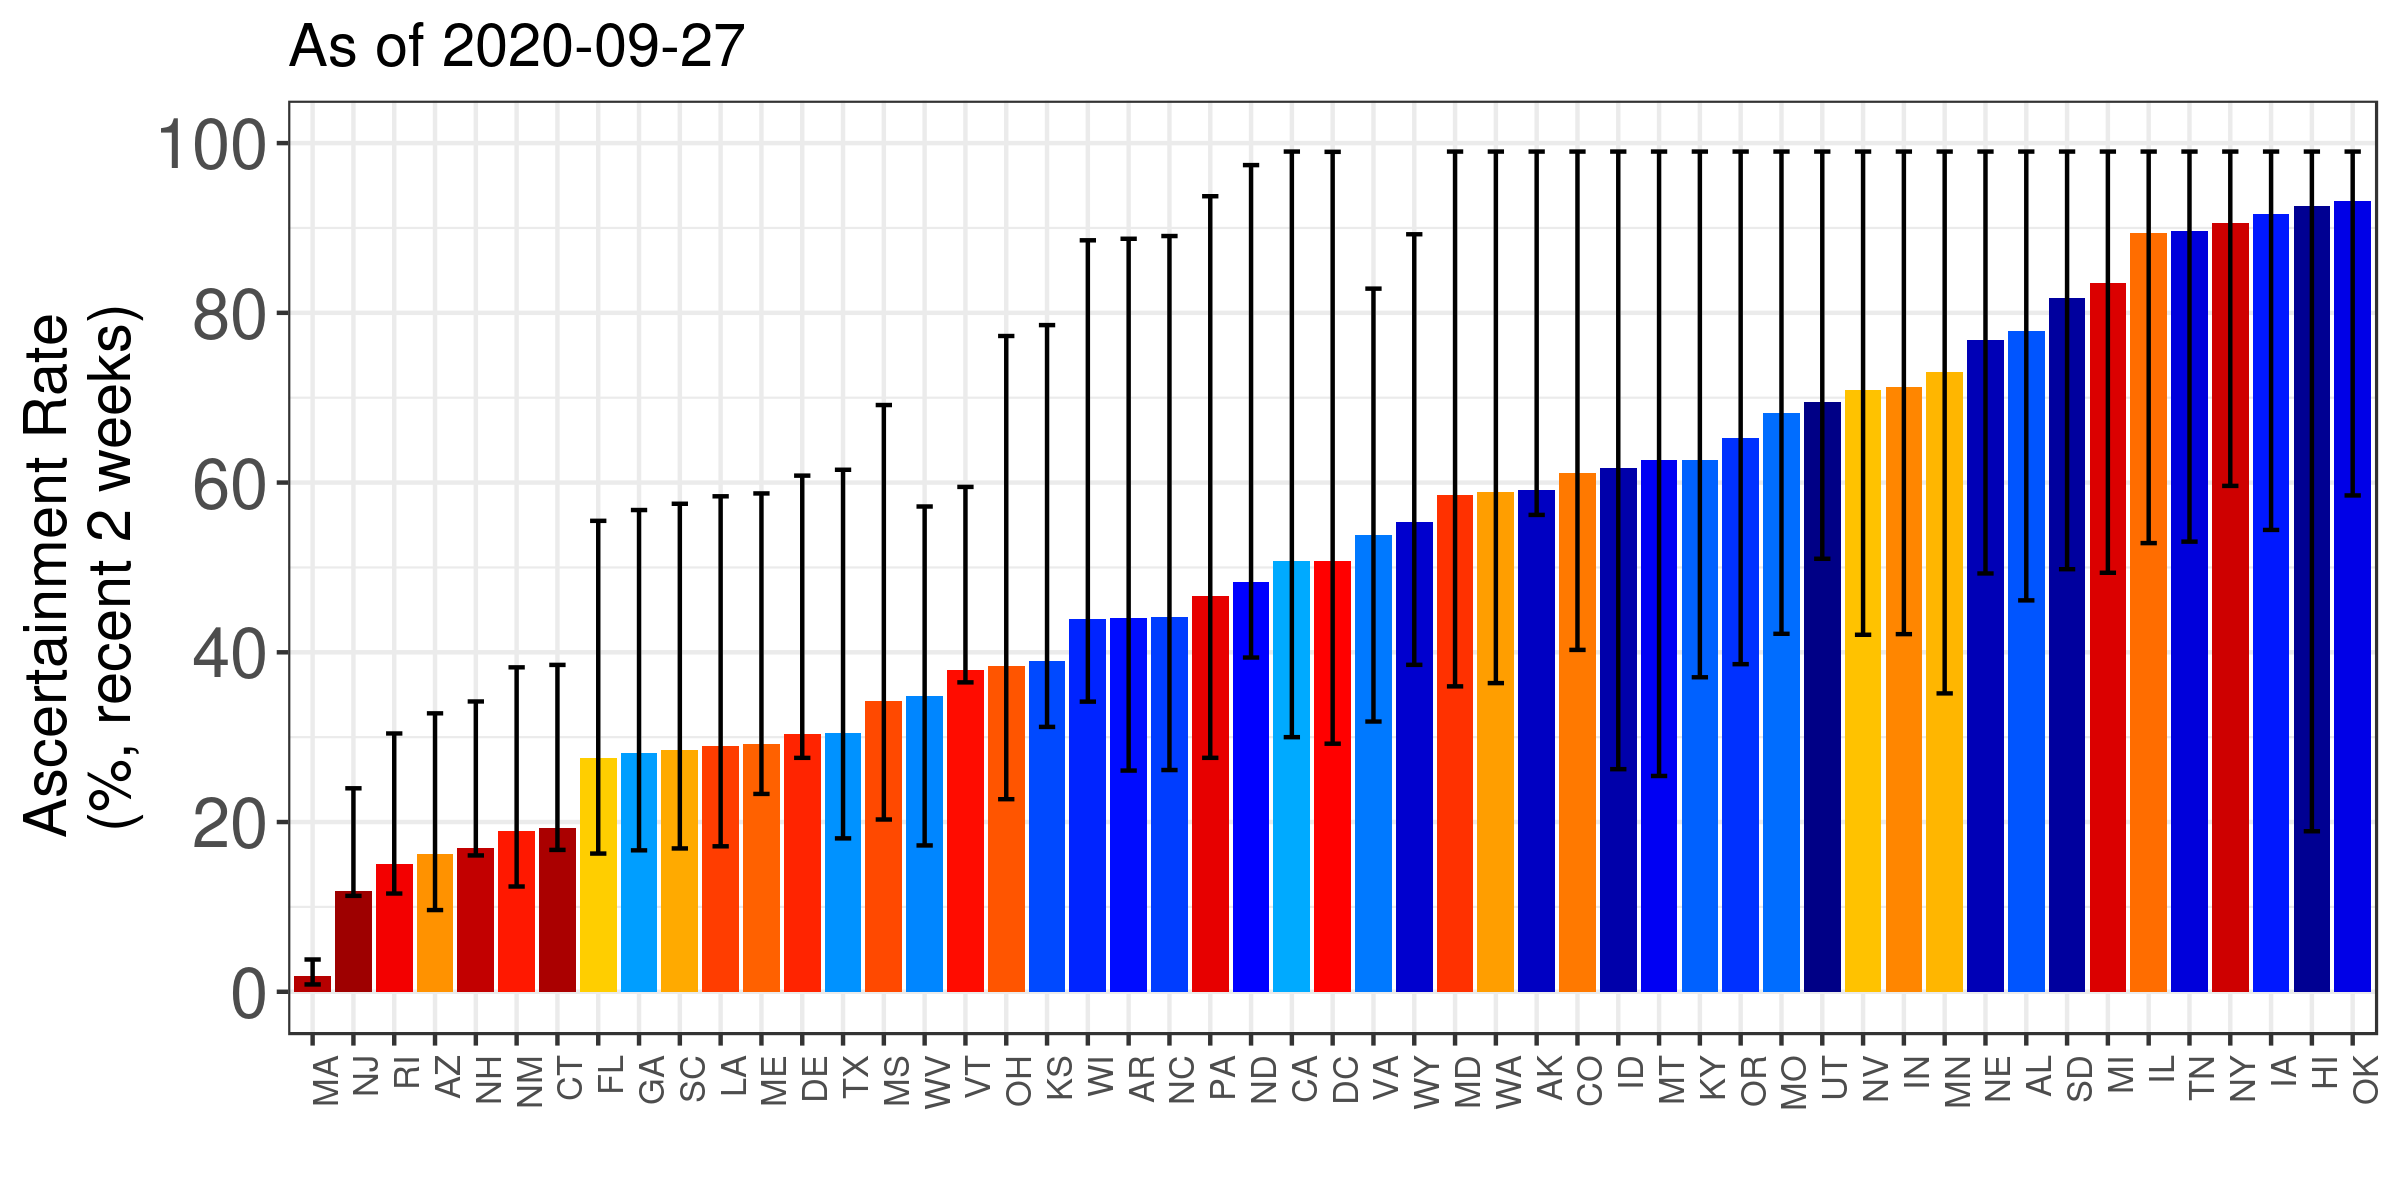 As of 2020-09-27
Ascertainment Rate
(%, recent 2 weeks)
100
80
60
40
20
0
MA NJ RI AZ NH NM CT FL GA SC LA ME DE TX MS WV VT OH KS WI AR NC PA ND CA DC VA WY MD WA AK CO ID MT KY OR MO UT NV IN MN NE AL SD MI IL TN NY IA HI OK